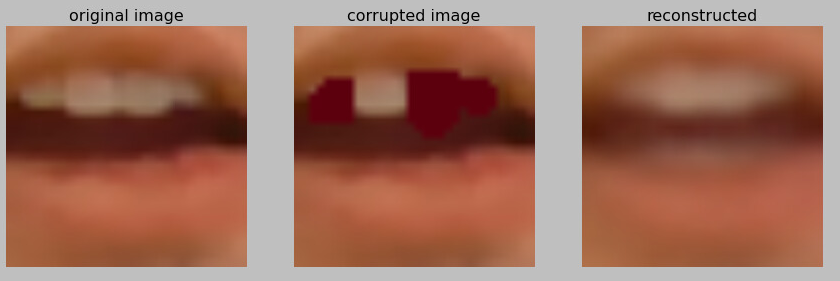 original image
corrupted image
reconstructed